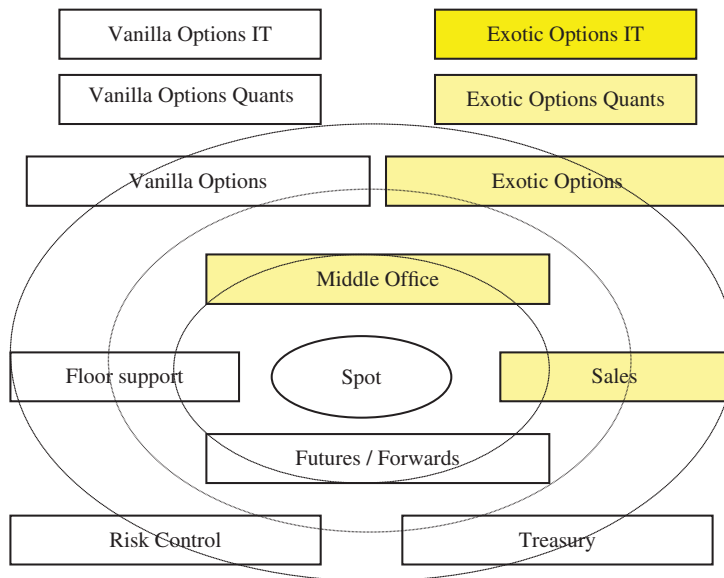 Vanilla Options IT
Exotic Options IT
Vanilla Options Quants
Exotic Options Quants
Vanilla Options
Exotic Options
Middle Office
Floor support
Spot
Sales
Futures / Forwards
Risk Control
Treasury